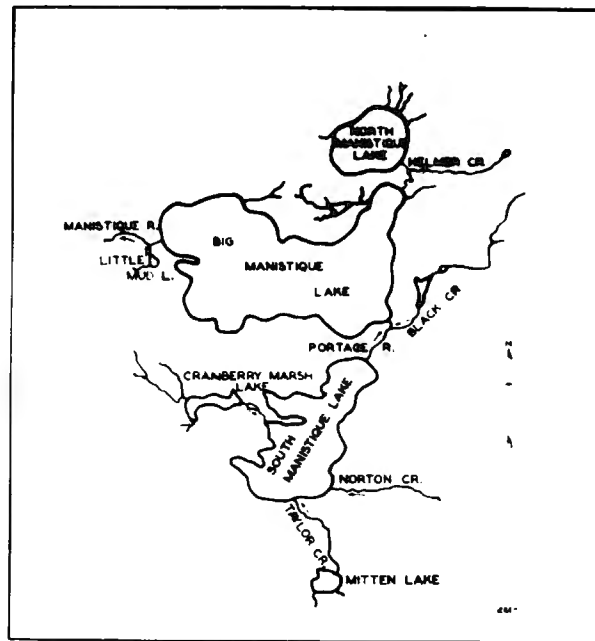 NORTH
MANISTIQUE
LAKE
HELMER CR.
MANISTIQUE R.
BIG
LITTLE
MUD L.
MANISTIQUE
LAKE
BLACK CR
PORTAGE R.
CRANBERRY MARSH
LAKE
SOUTH
MANISTIQUE LAKE
NORTON CR.
TAYLOR CR.
MITTEN LAKE